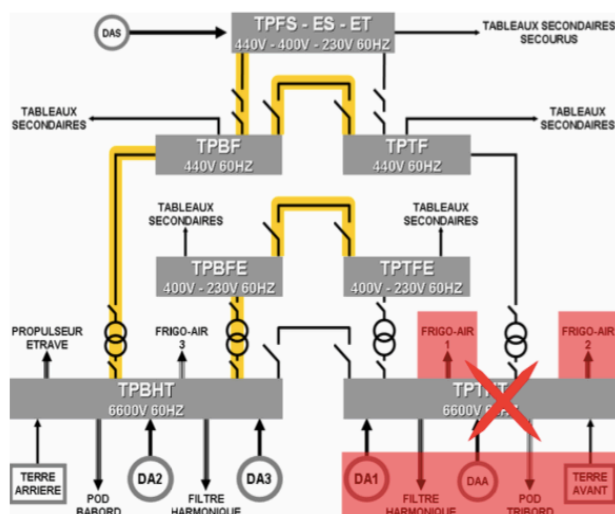 TPFS - ES - ET
440V - 400V - 230V 60HZ
DAS
TABLEAUX SECONDAIRES
SECOURUS
TABLEAUX
SECONDAIRES
TABLEAUX
SECONDAIRES
TPBF
440V 60HZ
TPTF
440V 60HZ
TABLEAUX
SECONDAIRES
TABLEAUX
SECONDAIRES
TPBFE
400V - 230V 60HZ
TPTFE
400V - 230V 60HZ
PROPULSEUR
ETRAVE
FRIGO-AIR
3
FRIGO-AIR
1
FRIGO-AIR
2
TPBHT
6600V 60HZ
TPTHT
6600V 60HZ
TERRE
ARRIERE
DA2
DA3
DA1
DAA
TERRE
AVANT
POD
BABORD
FILTRE
HARMONIQUE
FILTRE
HARMONIQUE
POD
TRIBORD